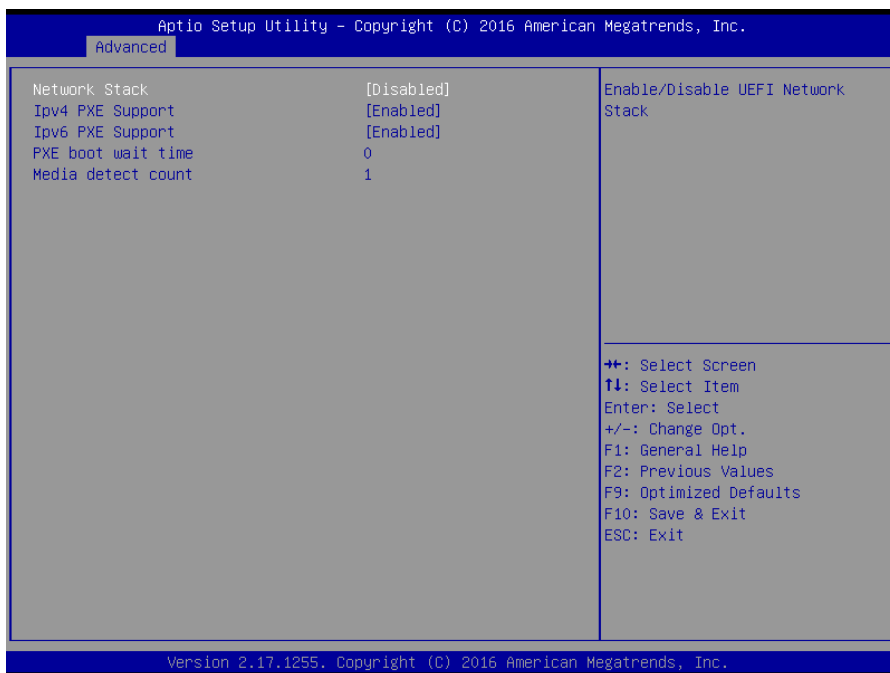 Aptio Setup Utility – Copyright (C) 2016 American Megatrends, Inc.
Advanced
Network Stack [Disabled]
Ipv4 PXE Support [Enabled]
Ipv6 PXE Support [Enabled]
PXE boot wait time 0
Media detect count 1
Enable/Disable UEFI Network
Stack
→←: Select Screen
↑↓: Select Item
Enter: Select
+/-: Change Opt.
F1: General Help
F2: Previous Values
F9: Optimized Defaults
F10: Save & Exit
ESC: Exit
Version 2.17.1255. Copyright (C) 2016 American Megatrends, Inc.